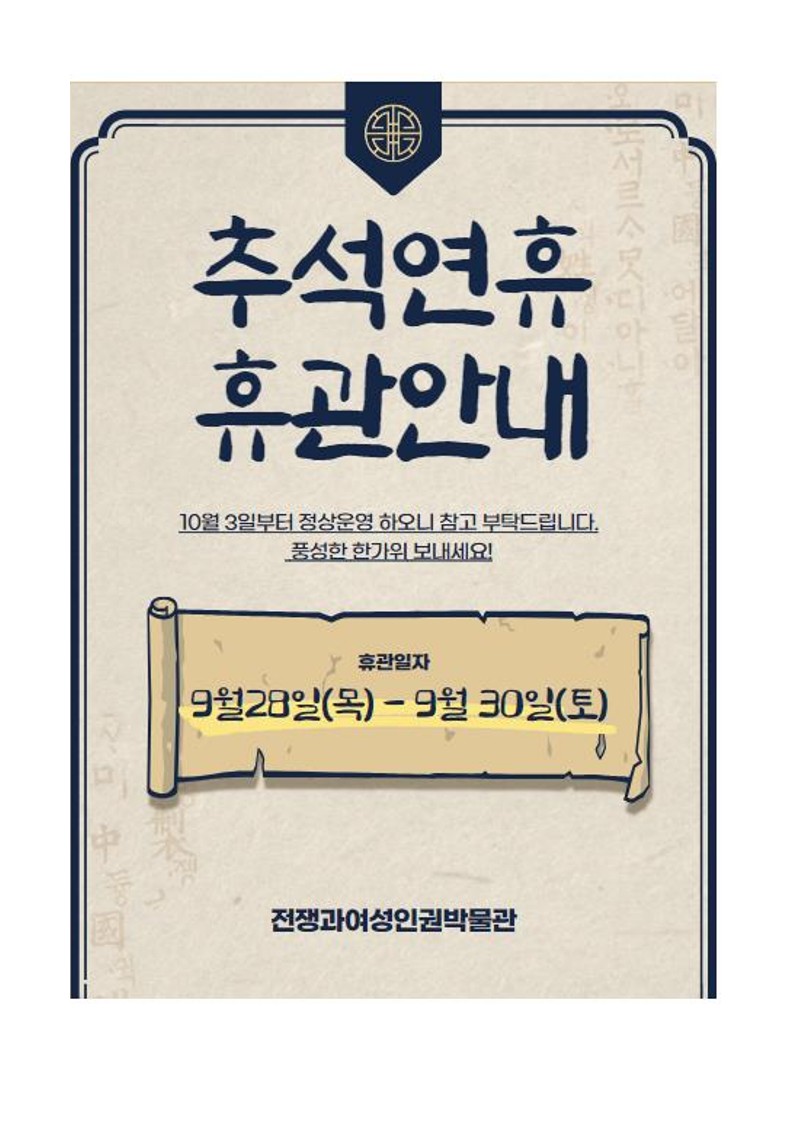 추석연휴
휴관안내
10월 3일부터 정상운영 하오니 참고 부탁드립니다.
풍성한 한가위 보내세요!
휴관일자
9월28일(목) - 9월 30일(토)
전쟁과여성인권박물관